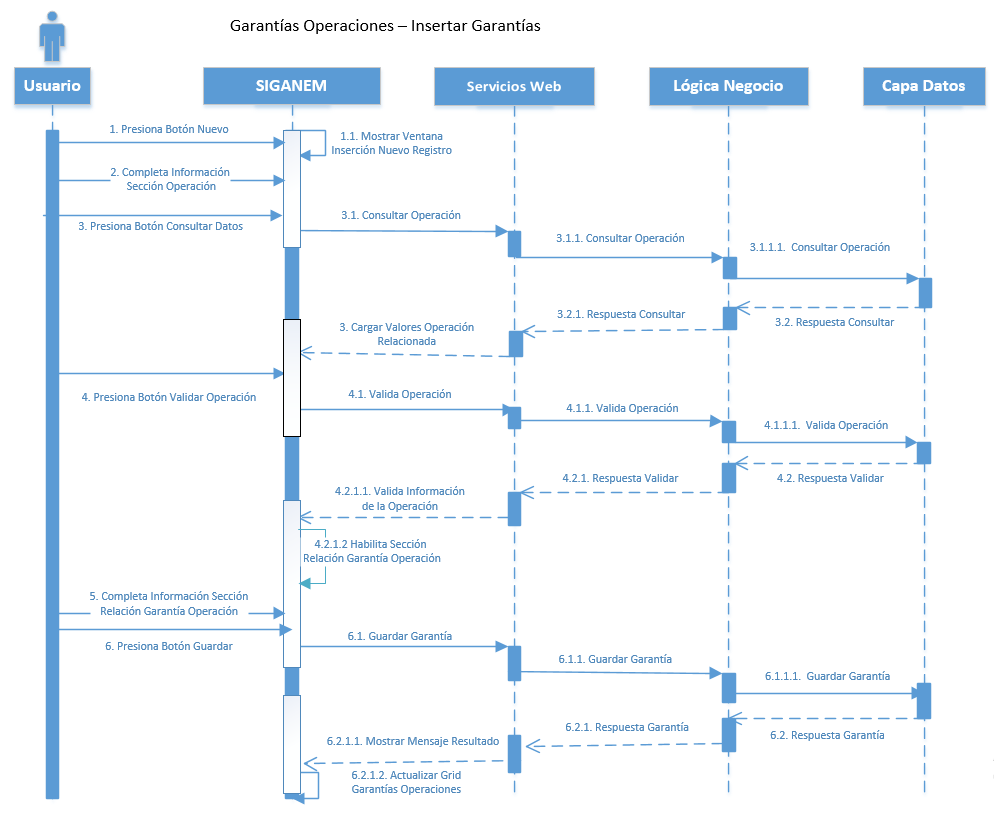 Garantías Operaciones – Insertar Garantías
Usuario
SIGANEM
Servicios Web
Lógica Negocio
Capa Datos
1. Presiona Botón Nuevo
1.1. Mostrar Ventana
Inserción Nuevo Registro
2. Completa Información
Sección Operación
3. Presiona Botón Consultar Datos
3.1. Consultar Operación
3.1.1. Consultar Operación
3.1.1.1. Consultar Operación
3.2. Respuesta Consultar
3.2.1. Respuesta Consultar
3. Cargar Valores Operación
Relacionada
4. Presiona Botón Validar Operación
4.1. Valida Operación
4.1.1. Valida Operación
4.1.1.1. Valida Operación
4.2. Respuesta Validar
4.2.1. Respuesta Validar
4.2.1.1. Valida Información
de la Operación
4.2.1.2 Habilita Sección
Relación Garantía Operación
5. Completa Información Sección
Relación Garantía Operación
6. Presiona Botón Guardar
6.1. Guardar Garantía
6.1.1. Guardar Garantía
6.1.1.1. Guardar Garantía
6.2. Respuesta Garantía
6.2.1. Respuesta Garantía
6.2.1.1. Mostrar Mensaje Resultado
6.2.1.2. Actualizar Grid
Garantías Operaciones